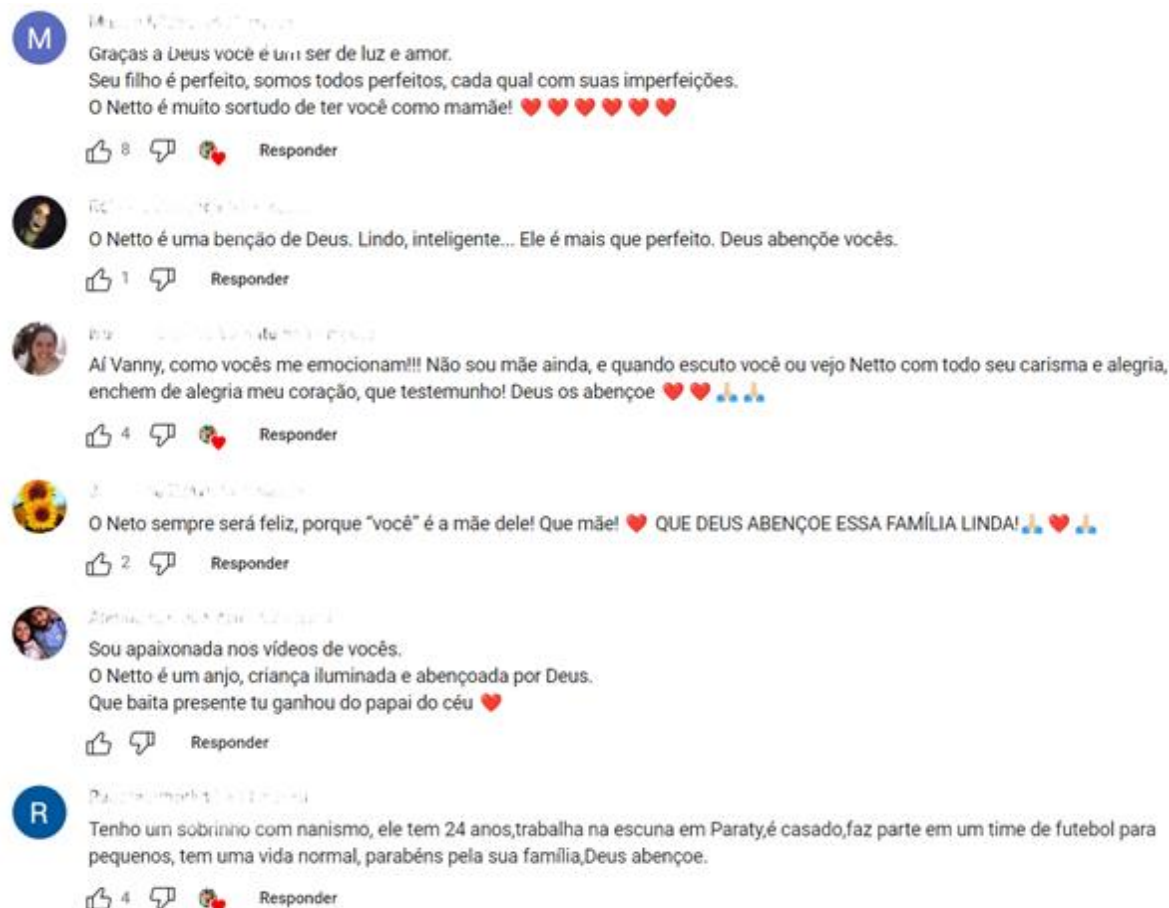 M
Graças a Deus você é um ser de luz e amor.
Seu filho é perfeito, somos todos perfeitos, cada qual com suas imperfeições.
O Netto é muito sortudo de ter você como mamãe! ❤️ ❤️ ❤️ ❤️ ❤️ ❤️
8 Responder
O Netto é uma benção de Deus. Lindo, inteligente... Ele é mais que perfeito. Deus abençõe vocês.
1 Responder
Aí Vanny, como vocês me emocionam!!! Não sou mãe ainda, e quando escuto você ou vejo Netto com todo seu carisma e alegria,
enchem de alegria meu coração, que testemunho! Deus os abençoe ❤️ ❤️ 🙏🏻 🙏🏻
4 Responder
O Neto sempre será feliz, porque “você” é a mãe dele! Que mãe! ❤️ QUE DEUS ABENÇOE ESSA FAMÍLIA LINDA! 🙏🏻 ❤️ 🙏🏻
2 Responder
Sou apaixonada nos vídeos de vocês.
O Netto é um anjo, criança iluminada e abençoada por Deus.
Que baita presente tu ganhou do papai do céu ❤️
Responder
R
Tenho um sobrinho com nanismo, ele tem 24 anos,trabalha na escuna em Paraty,é casado,faz parte em um time de futebol para
pequenos, tem uma vida normal, parabéns pela sua família,Deus abençoe.
4 Responder